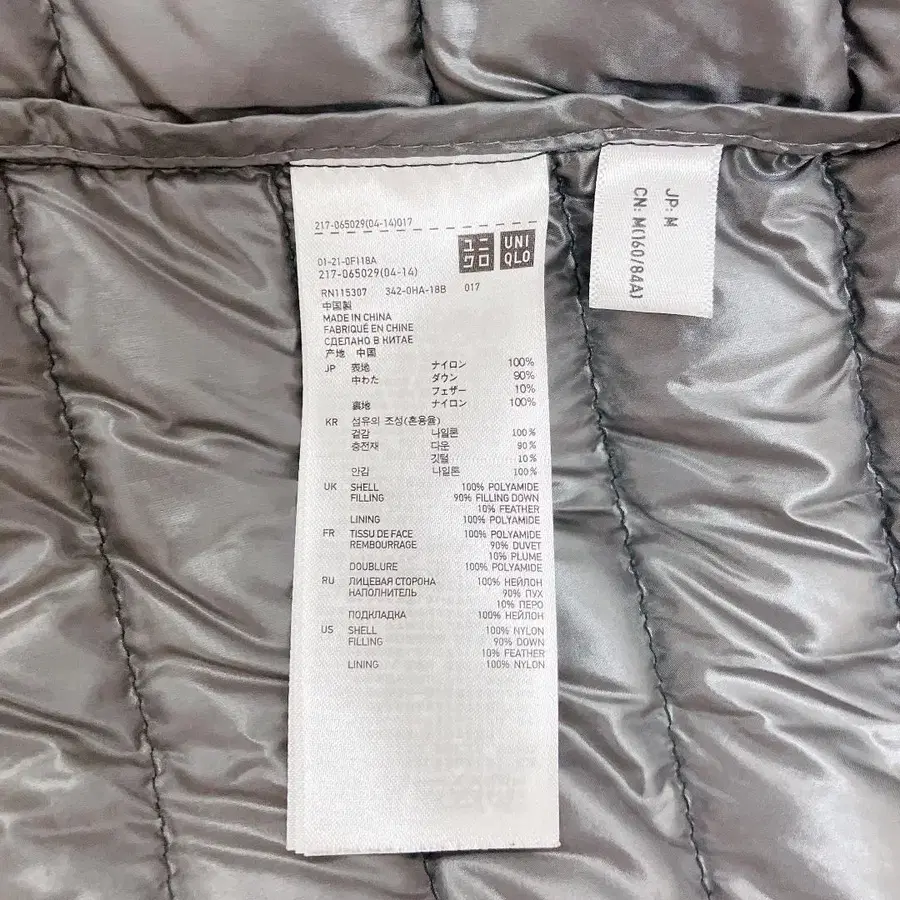 217-065029(04-14)017
ユニクロ UNIQLO
01-21-0F118A
217-065029(04-14)
RN115307 342-0HA-18B 017
中国製
MADE IN CHINA
FABRIQUÉ EN CHINE
СДЕЛАНО В КИТАЕ
产地 中国
JP 表地 ナイロン 100%
中わた ダウン 90%
フェザー 10%
裏地 ナイロン 100%
KR 섬유의 조성(혼용율)
겉감 나일론 100%
충전재 다운 90%
깃털 10%
안감 나일론 100%
UK SHELL 100% POLYAMIDE
FILLING 90% FILLING DOWN
10% FEATHER
LINING 100% POLYAMIDE
FR TISSU DE FACE 100% POLYAMIDE
REMBOURRAGE 90% DUVET
10% PLUME
DOUBLURE 100% POLYAMIDE
RU ЛИЦЕВАЯ СТОРОНА 100% НЕЙЛОН
НАПОЛНИТЕЛЬ 90% ПУХ
10% ПЕРО
ПОДКЛАДКА 100% НЕЙЛОН
US SHELL 100% NYLON
FILLING 90% DOWN
10% FEATHER
LINING 100% NYLON
JP: M
CN: M(160/84A)